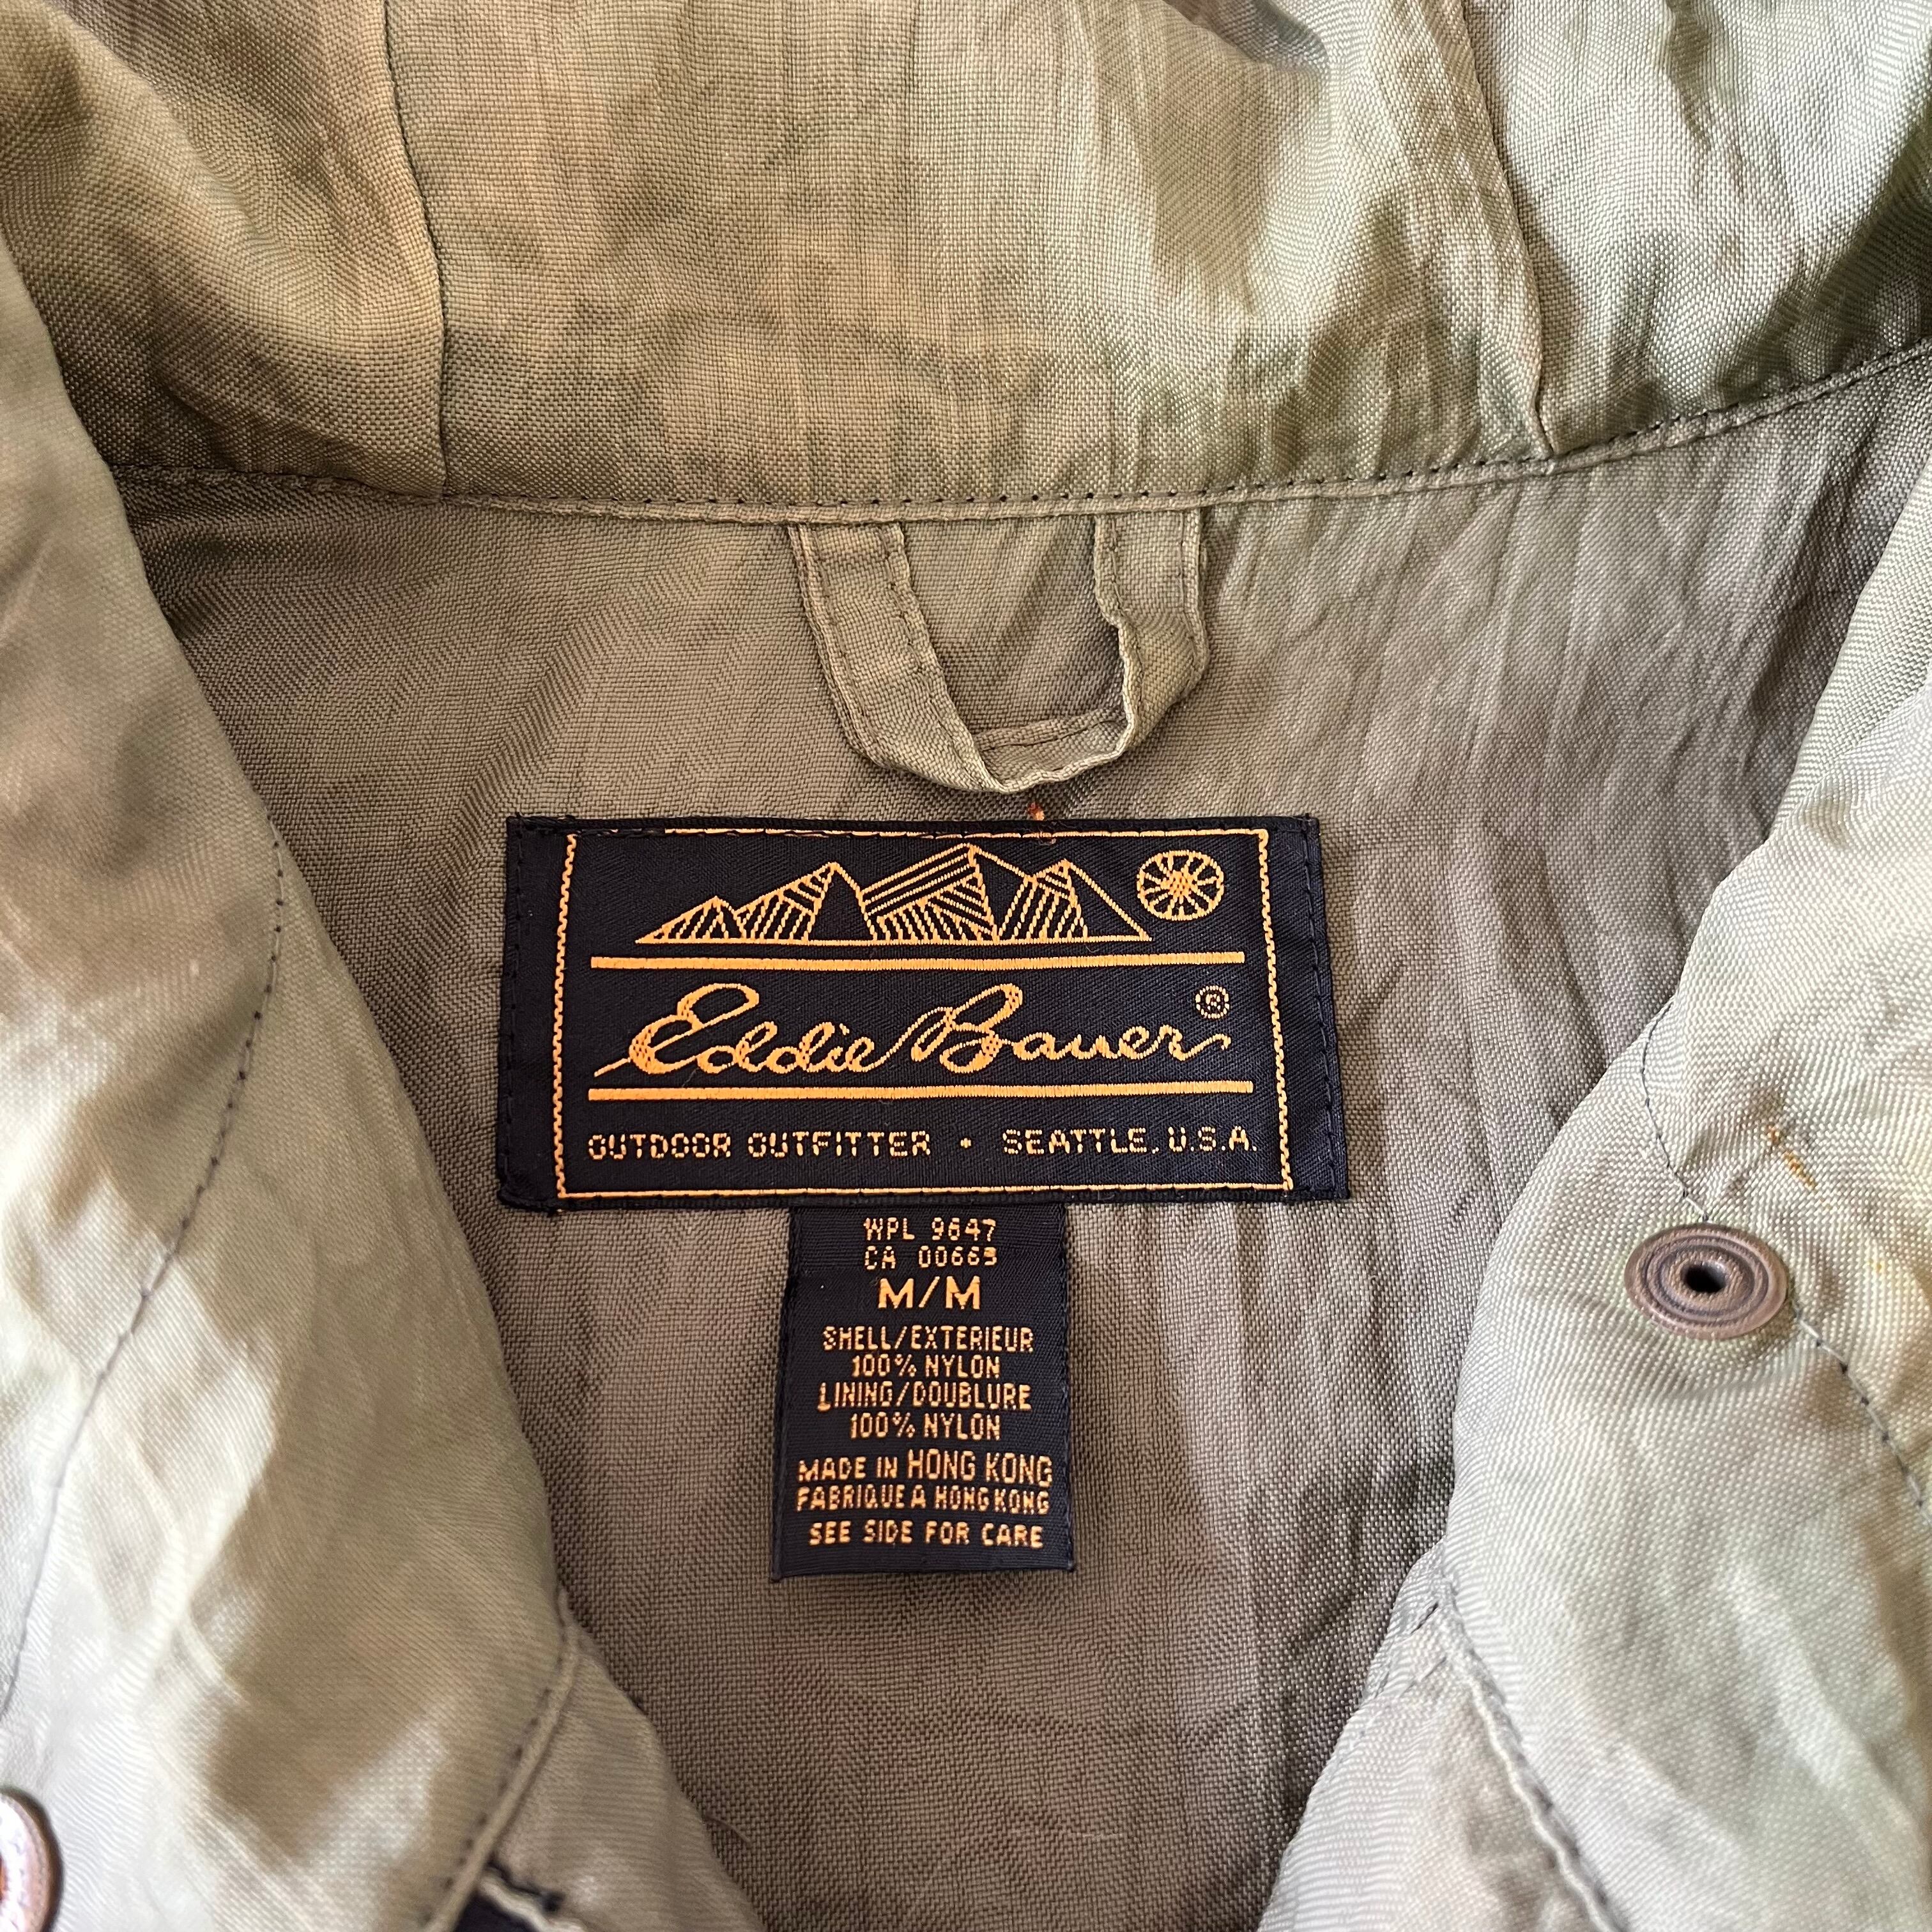 Eddie Bauer ®
OUTDOOR OUTFITTER • SEATTLE, U.S.A.
WPL 9647
CA 00669
M/M
SHELL/EXTERIEUR
100% NYLON
LINING/DOUBLURE
100% NYLON
MADE IN HONG KONG
FABRIQUE A HONG KONG
SEE SIDE FOR CARE